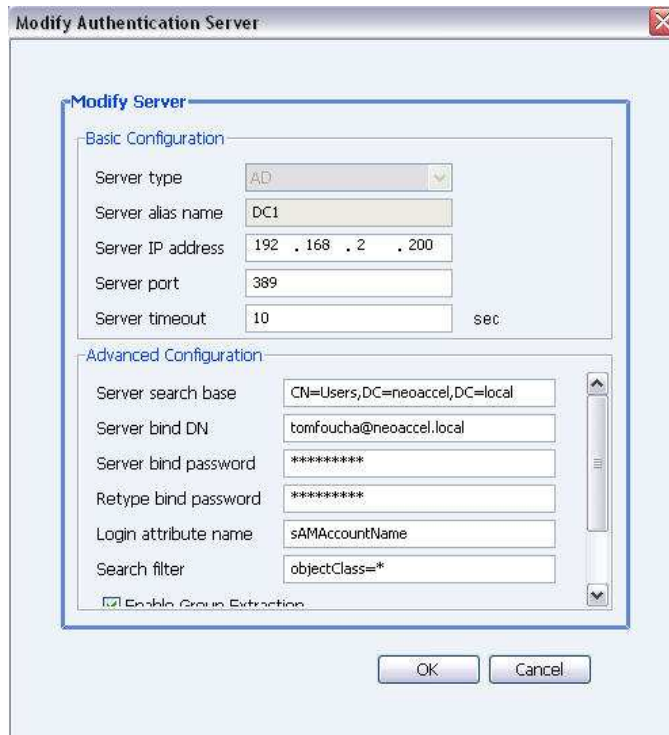 Modify Authentication Server
Modify Server
Basic Configuration
Server type AD
Server alias name DC1
Server IP address 192 . 168 . 2 . 200
Server port 389
Server timeout 10 sec
Advanced Configuration
Server search base CN=Users,DC=neoaccel,DC=local
Server bind DN tomfoucha@neoaccel.local
Server bind password *********
Retype bind password *********
Login attribute name sAMAccountName
Search filter objectClass=*
Enable Group Extraction
OK Cancel